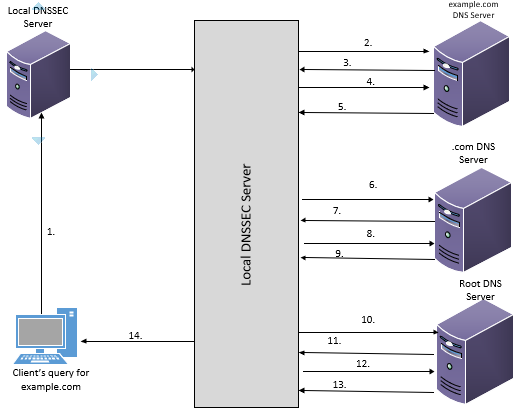 Local DNSSEC
Server
example.com
DNS Server
2.
3.
4.
5.
.com DNS
Server
6.
7.
8.
9.
Local DNSSEC Server
1.
Root DNS
Server
10.
11.
12.
13.
14.
Client's query for
example.com